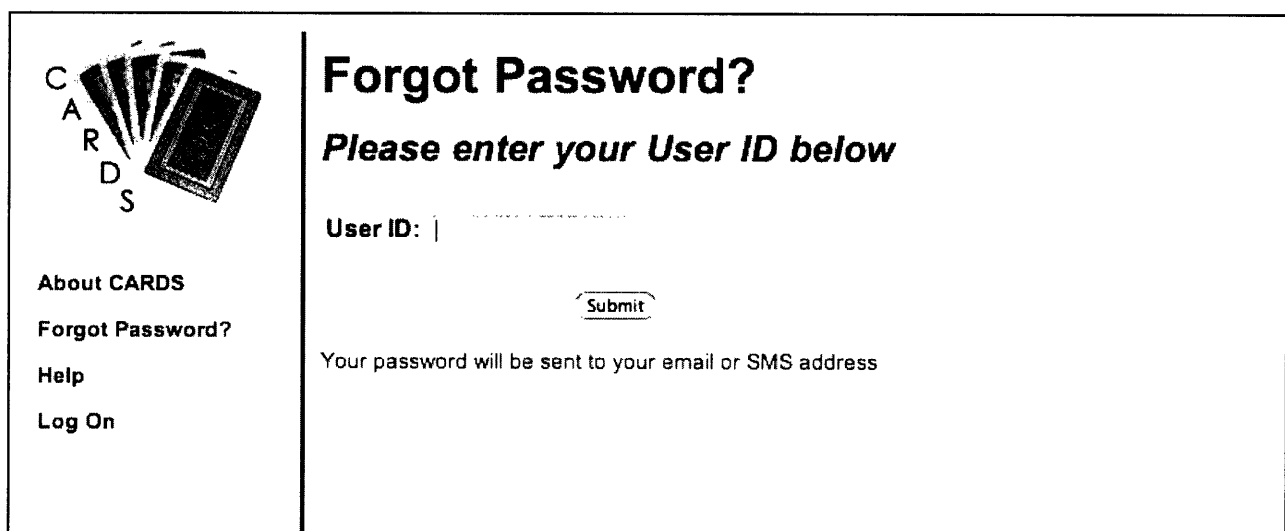 CARDS
About CARDS
Forgot Password?
Help
Log On
Forgot Password?
Please enter your User ID below
User ID:
Submit
Your password will be sent to your email or SMS address